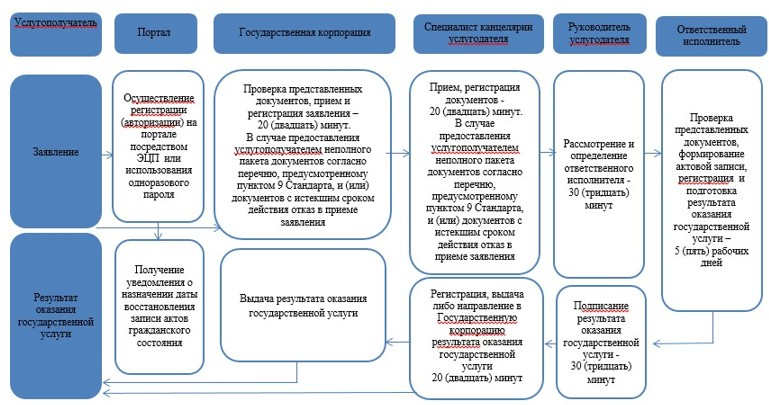 Услугополучатель
Портал
Государственная корпорация
Специалист канцелярии
услугодателя
Руководитель
услугодателя
Ответственный
исполнитель
Заявление
Осуществление
регистрации
(авторизации) на
портале
посредством
ЭЦП или
использования
одноразового
пароля
Проверка представленных
документов, прием и
регистрация заявления –
20 (двадцать) минут.
В случае предоставления
услугополучателем неполного
пакета документов согласно
перечню, предусмотренному
пунктом 9 Стандарта, и (или)
документов с истекшим сроком
действия отказ в приеме
заявления
Прием, регистрация
документов -
20 (двадцать) минут.
В случае
предоставления
услугополучателем
неполного пакета
документов согласно
перечню,
предусмотренному
пунктом 9 Стандарта,
и (или) документов с
истекшим сроком
действия отказ в
приеме заявления
Рассмотрение и
определение
ответственного
исполнителя -
30 (тридцать)
минут
Проверка
представленных
документов,
формирование
актовой записи,
регистрация и
подготовка
результата
оказания
государственной
услуги –
5 (пять) рабочих
дней
Результат
оказания
государственной
услуги
Получение
уведомления о
назначении даты
восстановления
записи актов
гражданского
состояния
Выдача результата оказания
государственной услуги
Регистрация, выдача
либо направление в
Государственную
корпорацию
результата оказания
государственной
услуги
20 (двадцать) минут
Подписание
результата
оказания
государственной
услуги -
30 (тридцать)
минут